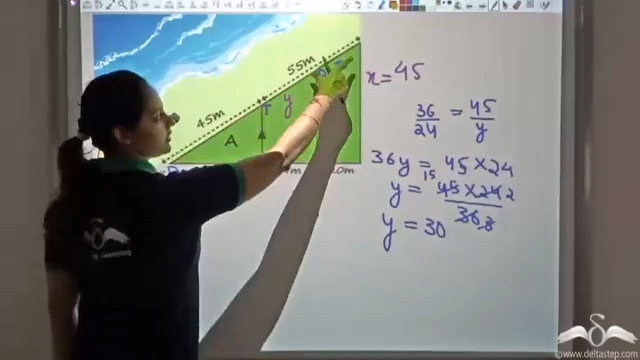 55m
45m
y
A
20m
x = 45
36/24 = 45/y
36y = 45 × 24
15
y = 45 × 24 2
36 3
y = 30
©www.deltastep.com